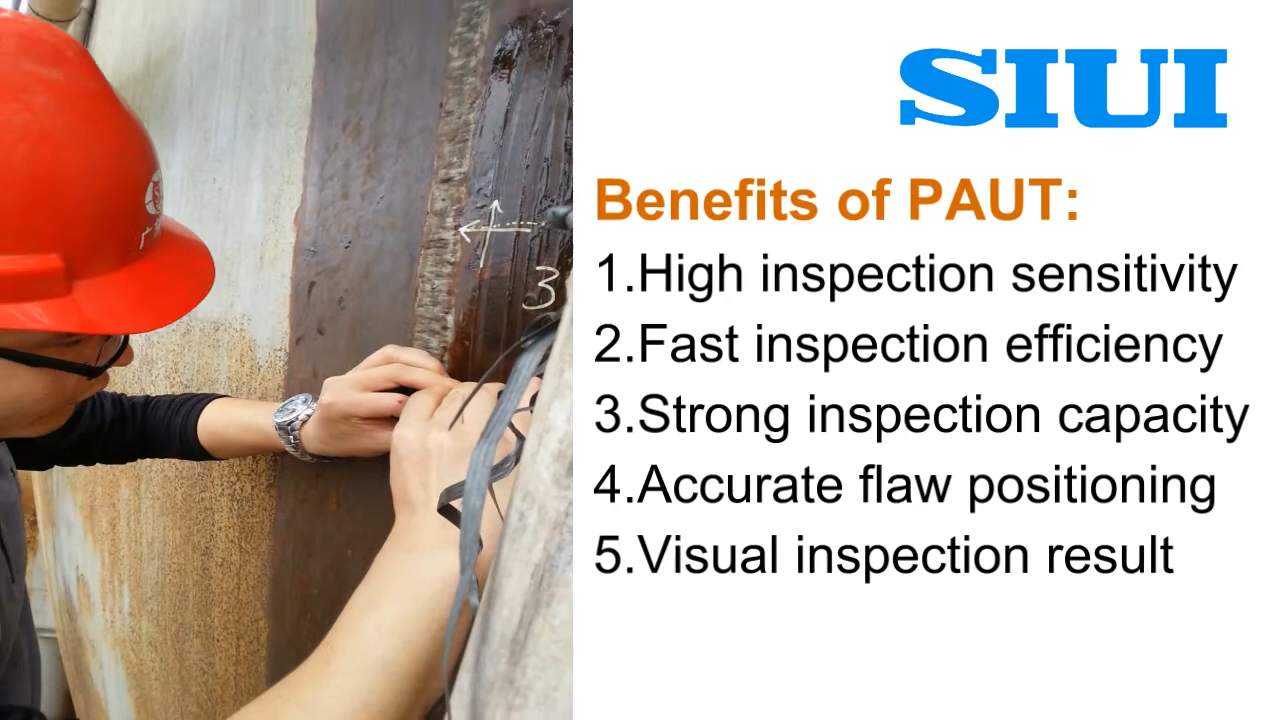 SIUI
Benefits of PAUT:
1.High inspection sensitivity
2.Fast inspection efficiency
3.Strong inspection capacity
4.Accurate flaw positioning
5.Visual inspection result
3